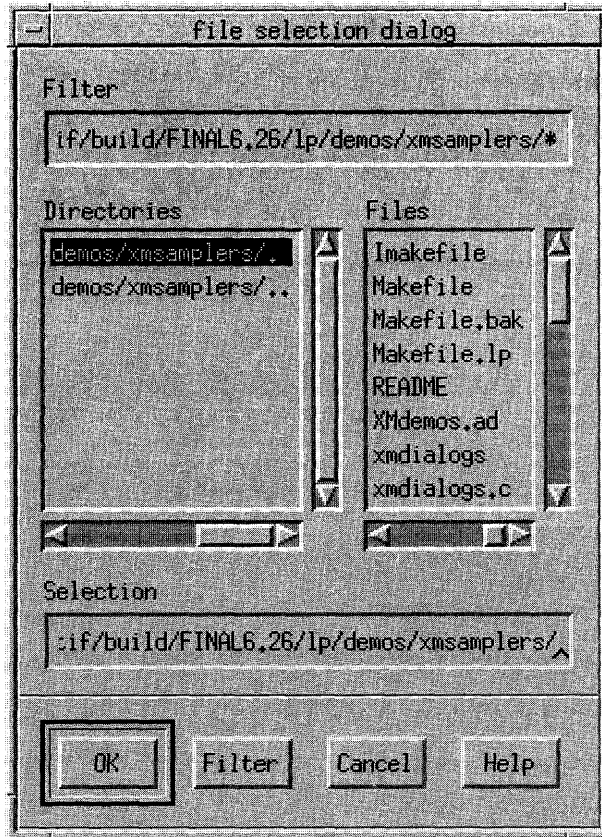 file selection dialog
Filter
if/build/FINAL6.26/lp/demos/xmsamplers/*
Directories
demos/xmsamplers/.
demos/xmsamplers/..
Files
Imakefile
Makefile
Makefile.bak
Makefile.lp
README
XMdemos.ad
xmdialogs
xmdialogs.c
Selection
:if/build/FINAL6.26/lp/demos/xmsamplers/
OK
Filter
Cancel
Help